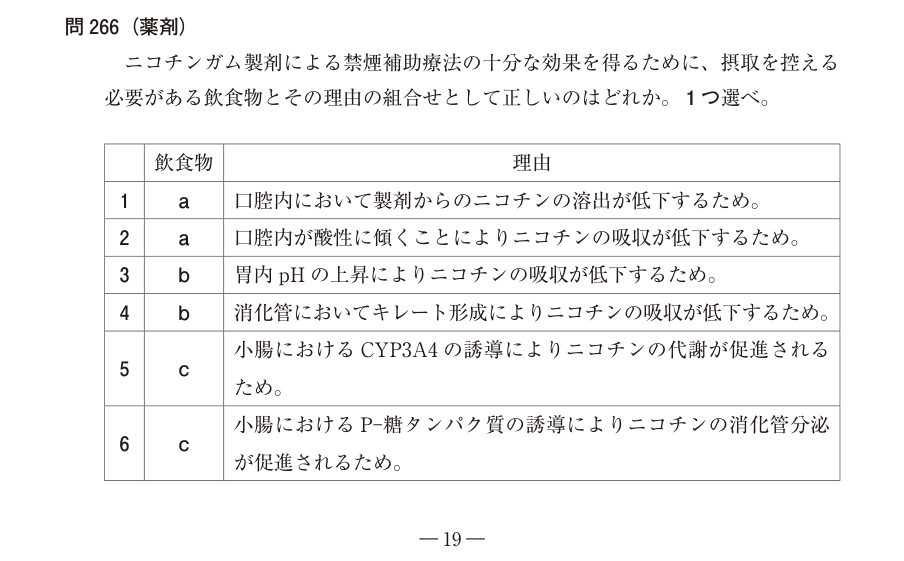 問 266（薬剤）
ニコチンガム製剤による禁煙補助療法の十分な効果を得るために、摂取を控える
必要がある飲食物とその理由の組合せとして正しいのはどれか。1つ選べ。
飲食物 理由
1 a 口腔内において製剤からのニコチンの溶出が低下するため。
2 a 口腔内が酸性に傾くことによりニコチンの吸収が低下するため。
3 b 胃内 pH の上昇によりニコチンの吸収が低下するため。
4 b 消化管においてキレート形成によりニコチンの吸収が低下するため。
5 c 小腸における CYP3A4 の誘導によりニコチンの代謝が促進される
ため。
6 c 小腸における P-糖タンパク質の誘導によりニコチンの消化管分泌
が促進されるため。
— 19 —